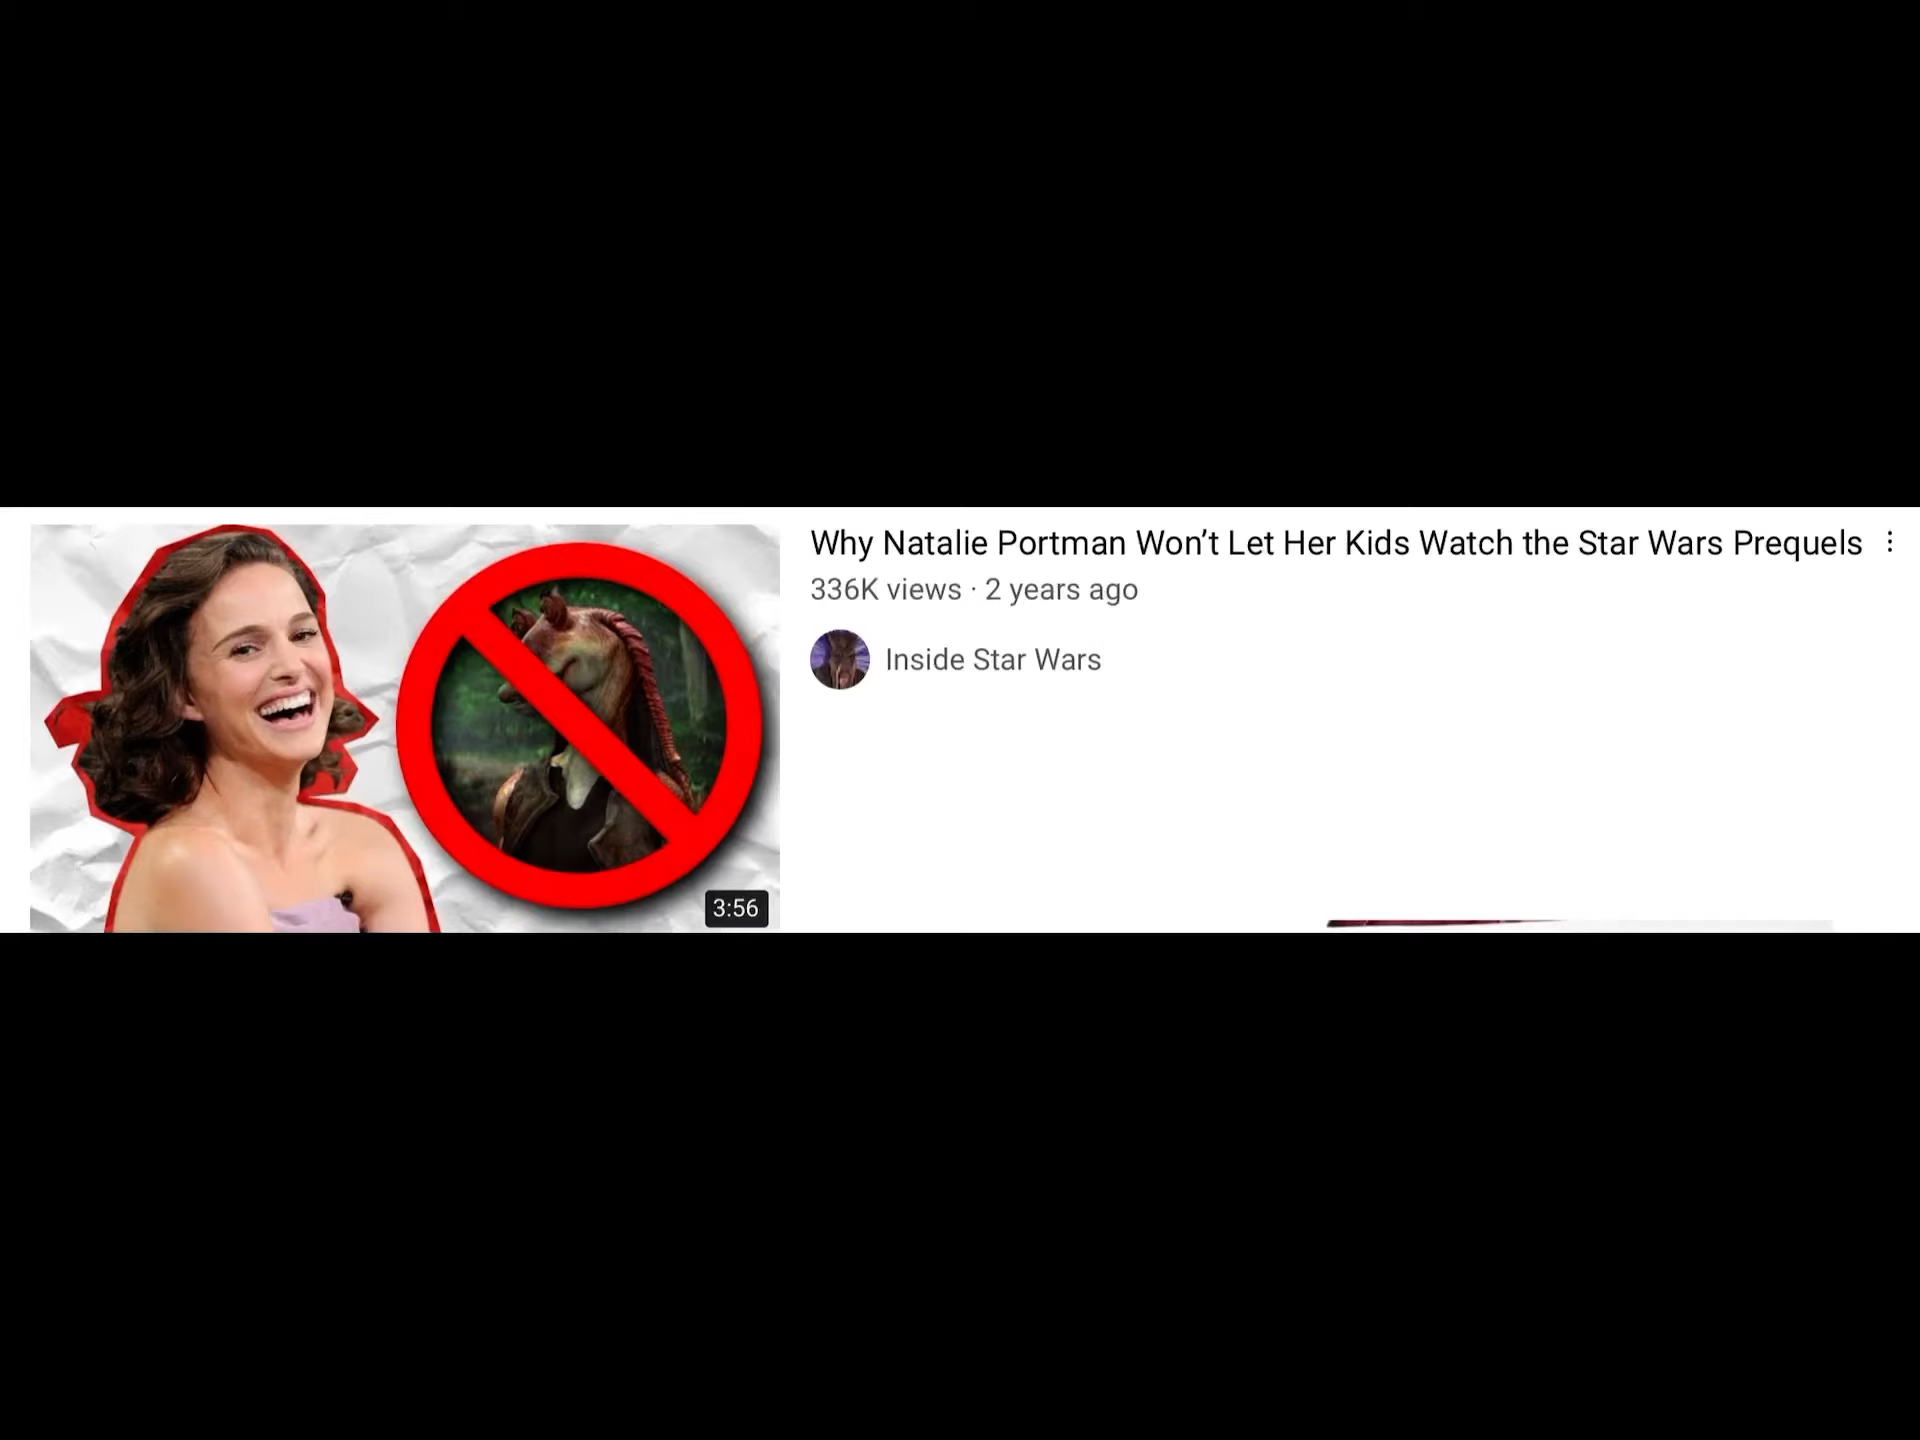 Why Natalie Portman Won’t Let Her Kids Watch the Star Wars Prequels
336K views · 2 years ago
Inside Star Wars
3:56